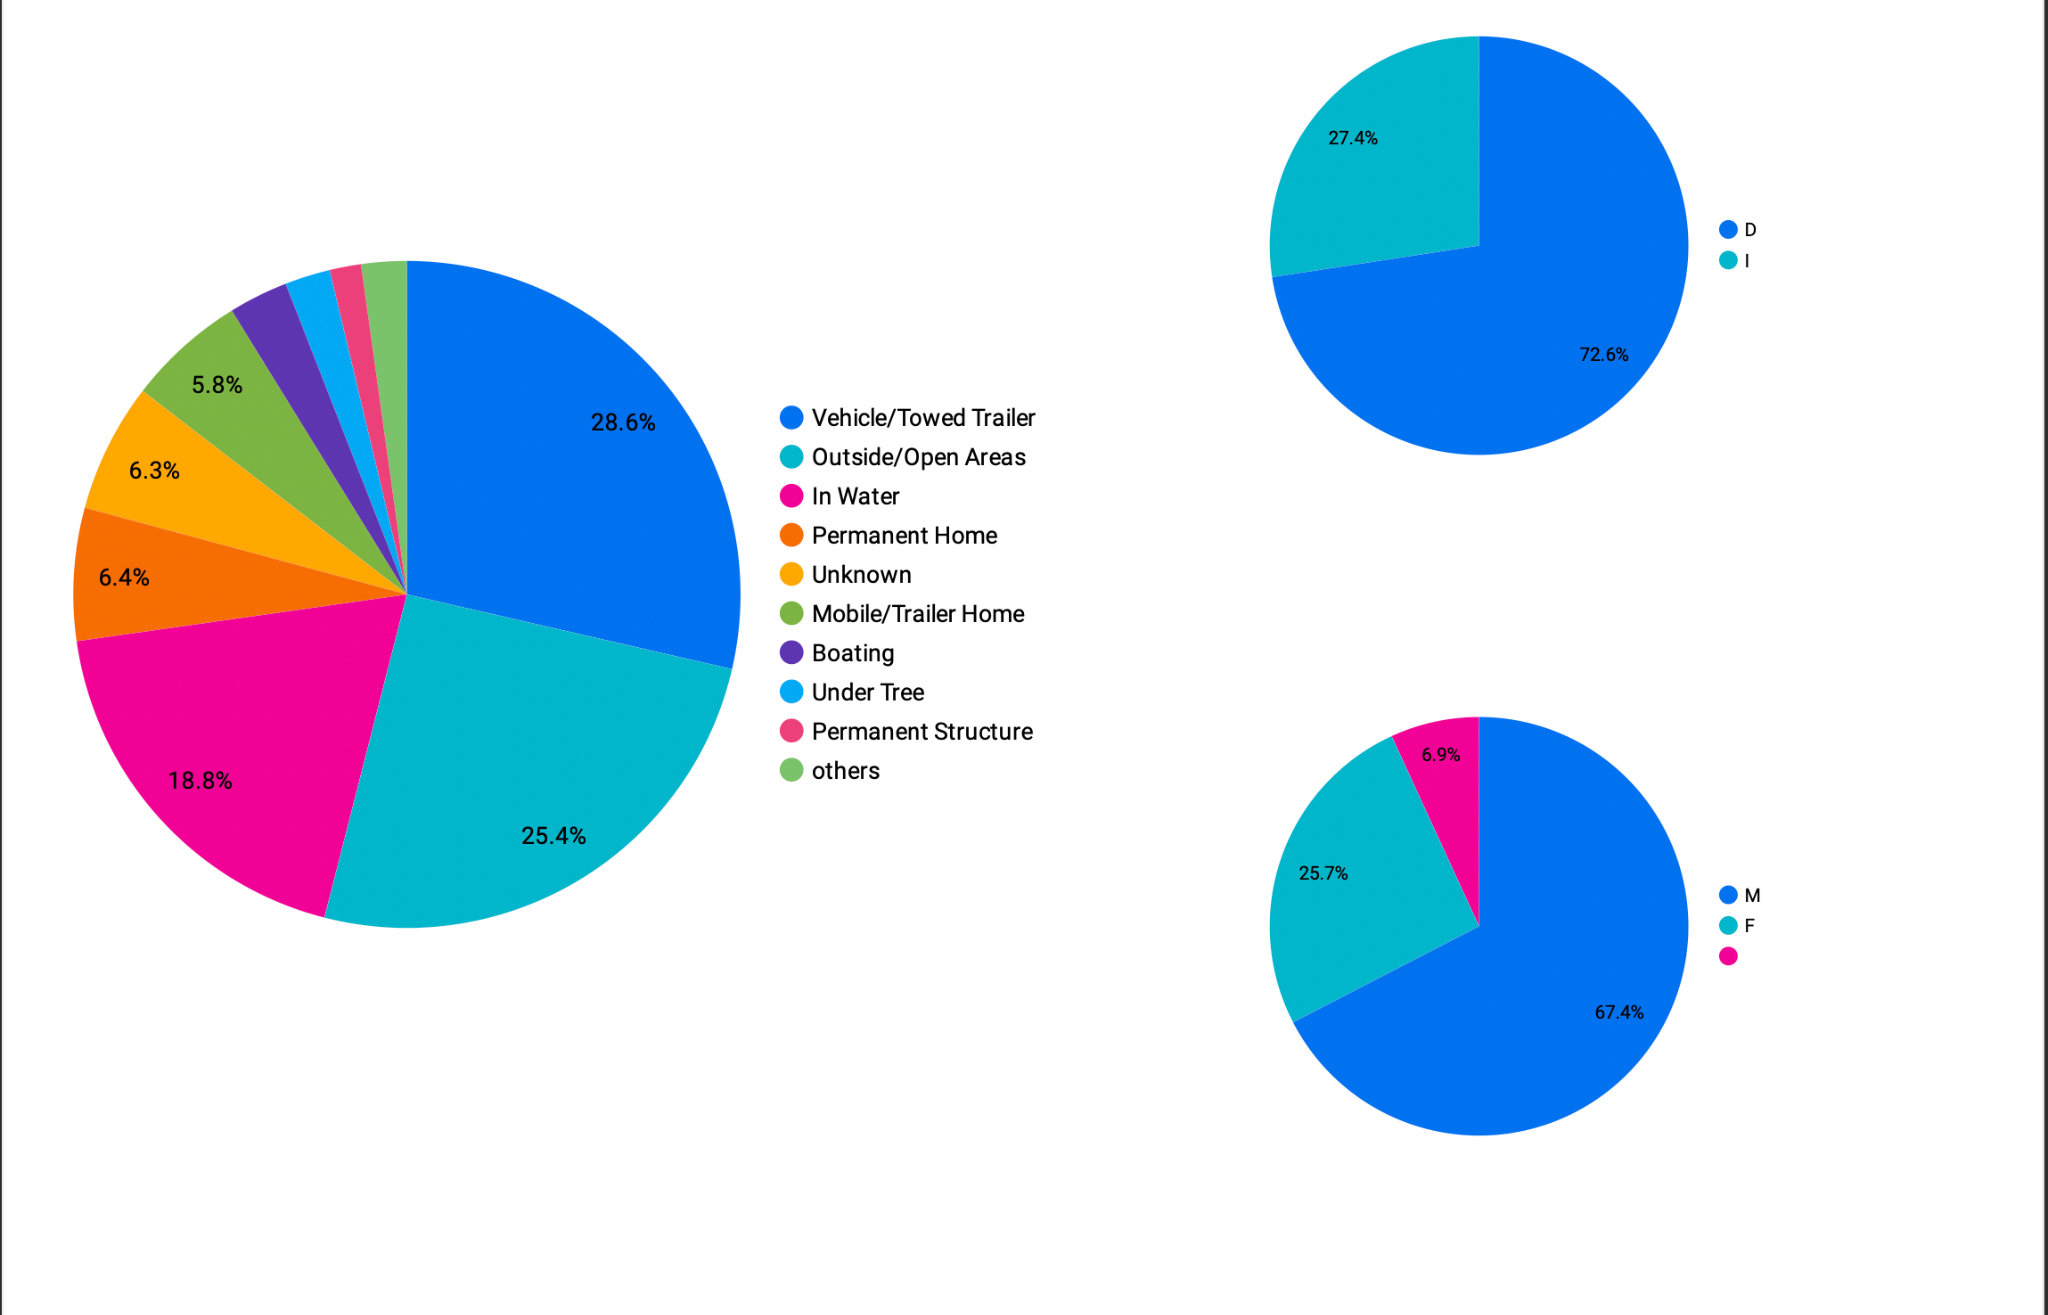 28.6%
25.4%
18.8%
6.4%
6.3%
5.8%
Vehicle/Towed Trailer
Outside/Open Areas
In Water
Permanent Home
Unknown
Mobile/Trailer Home
Boating
Under Tree
Permanent Structure
others
27.4%
72.6%
D
I
6.9%
25.7%
67.4%
M
F